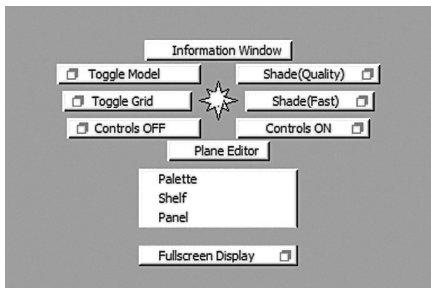 Information Window
Toggle Model
Shade(Quality)
Toggle Grid
Shade(Fast)
Controls OFF
Controls ON
Plane Editor
Palette
Shelf
Panel
Fullscreen Display